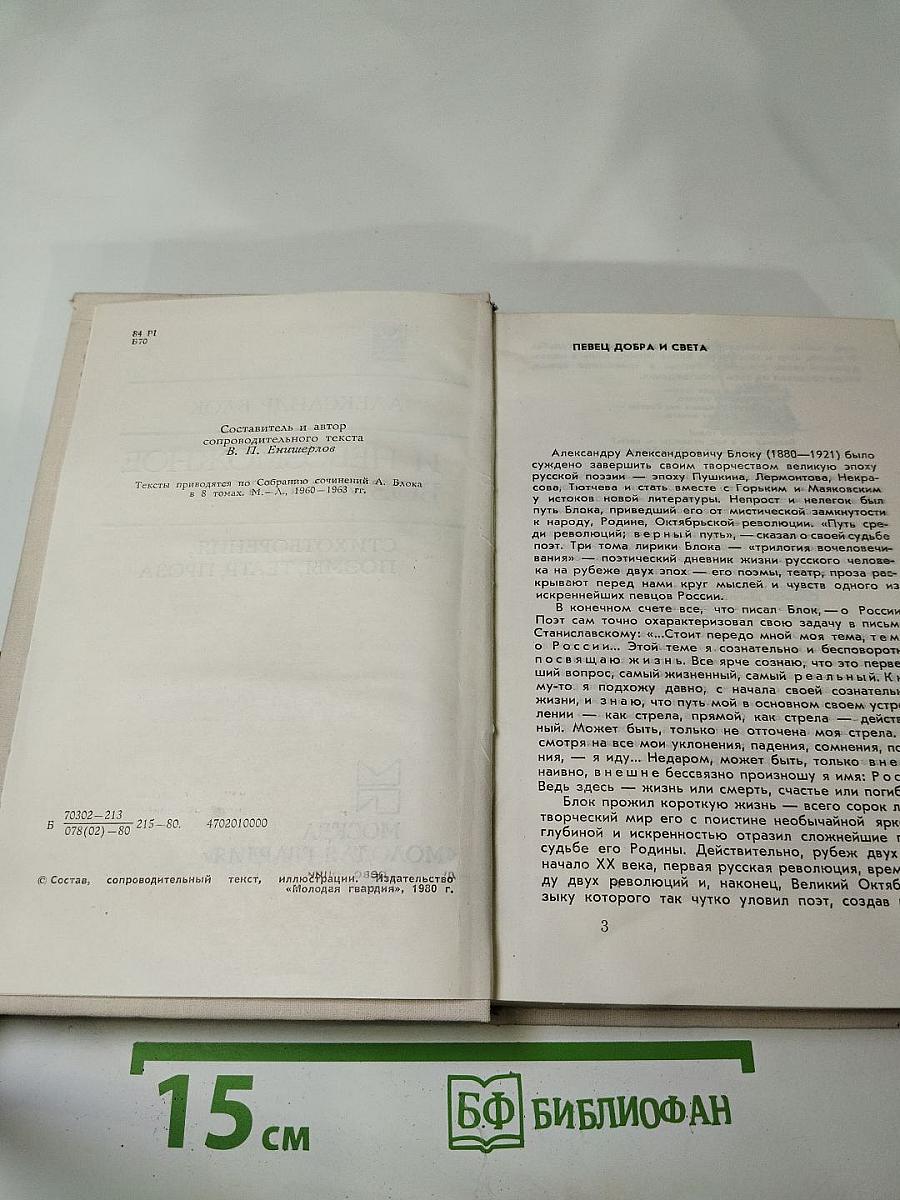 84 Р1
Б70
Составитель и автор
сопроводительного текста
В. П. Енишерлов
Тексты приводятся по Собранию сочинений А. Блока
в 8 томах. М.—Л., 1960—1963 гг.
Б 70302—213
078(02)—80 215—80. 4702010000
© Состав, сопроводительный текст, иллюстрации. Издательство
«Молодая гвардия», 1980 г.
ПЕВЕЦ ДОБРА И СВЕТА
Александру Александровичу Блоку (1880—1921) было
суждено завершить своим творчеством великую эпоху
русской поэзии — эпоху Пушкина, Лермонтова, Некра-
сова, Тютчева и стать вместе с Горьким и Маяковским
у истоков новой литературы. Непрост и нелегок был
путь Блока, приведший его от мистической замкнутости
к народу, Родине, Октябрьской революции. «Путь сре-
ди революций; верный путь», — сказал о своей судьбе
поэт. Три тома лирики Блока — «трилогия вочеловечи-
вания» — поэтический дневник жизни русского челове-
ка на рубеже двух эпох — его поэмы, театр, проза рас-
крывают перед нами круг мыслей и чувств одного из
искреннейших певцов России.
В конечном счете все, что писал Блок, — о России
Поэт сам точно охарактеризовал свою задачу в письм
Станиславскому: «...Стоит передо мной моя тема, тем
о России... Этой теме я сознательно и бесповоротн
посвящаю жизнь. Все ярче сознаю, что это перве
ший вопрос, самый жизненный, самый реальный. К н
му-то я подхожу давно, с начала своей сознатель
жизни, и знаю, что путь мой в основном своем устре
лении — как стрела, прямой, как стрела — действ
ный. Может быть, только не отточена моя стрела.
смотря на все мои уклонения, падения, сомнения, по
ния, — я иду... Недаром, может быть, только вне
наивно, внешне бессвязно произношу я имя: Рос
Ведь здесь — жизнь или смерть, счастье или погиб
Блок прожил короткую жизнь — всего сорок л
творческий мир его с поистине необычайной ярк
глубиной и искренностью отразил сложнейшие п
судьбе его Родины. Действительно, рубеж двух
начало XX века, первая русская революция, врем
ду двух революций и, наконец, Великий Октяб
зыку которого так чутко уловил поэт, создав
3
15 см
БФ БИБЛИОФАН